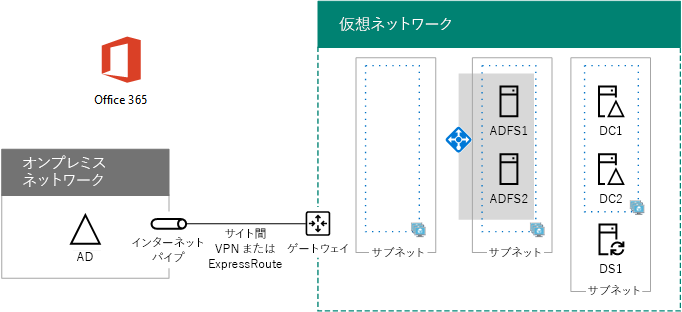 仮想ネットワーク
Office 365
オンプレミス
ネットワーク
AD
インターネット
パイプ
サイト間
VPN または
ExpressRoute
ゲートウェイ
サブネット
ADFS1
ADFS2
サブネット
DC1
DC2
DS1
サブネット